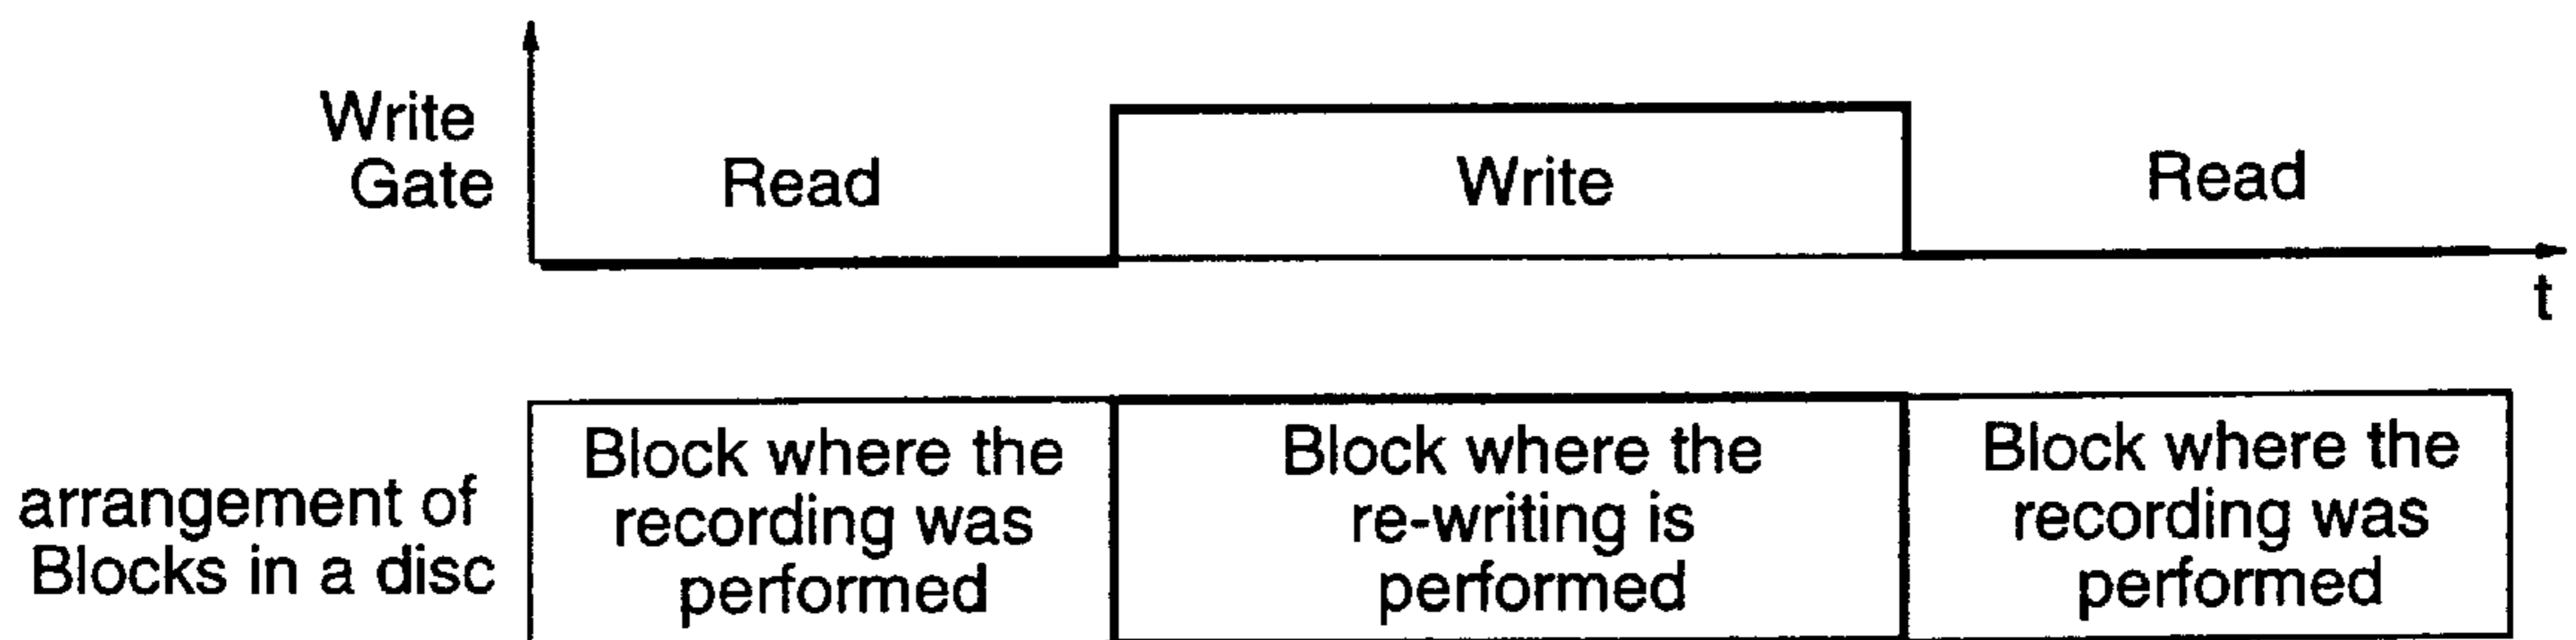 Write
Gate
Read
Write
Read
t
arrangement of
Blocks in a disc
Block where the
recording was
performed
Block where the
re-writing is
performed
Block where the
recording was
performed